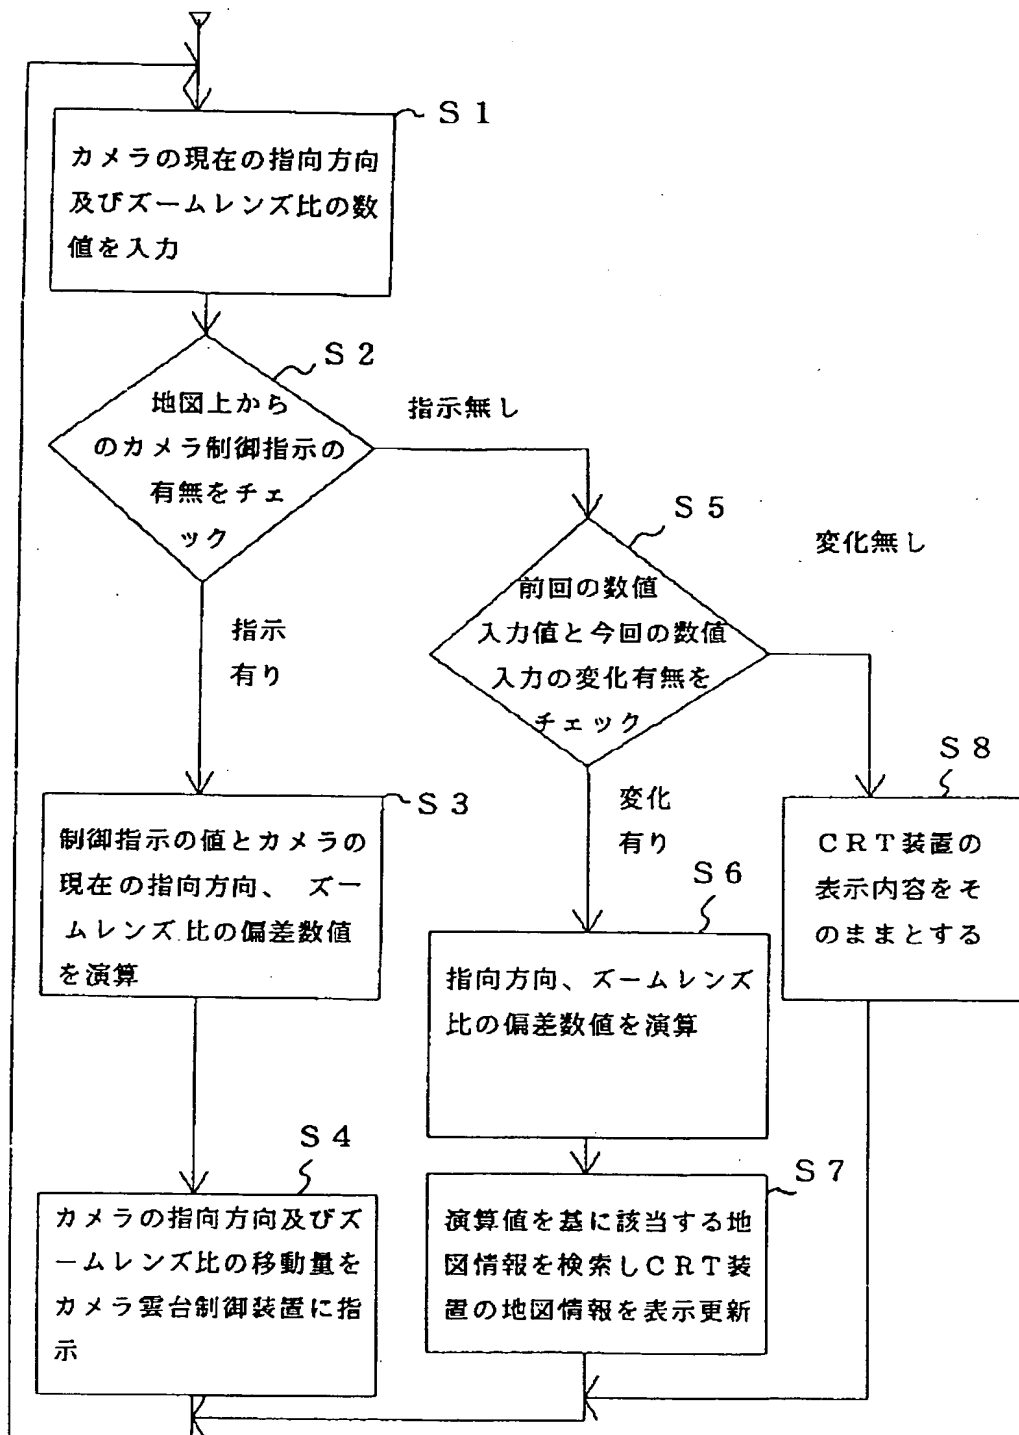 S1
カメラの現在の指向方向
及びズームレンズ比の数
値を入力
S2
地図上から
のカメラ制御指示の
有無をチェ
ック
指示無し
指示
有り
S5
前回の数値
入力値と今回の数値
入力の変化有無を
チェック
変化無し
変化
有り
S3
制御指示の値とカメラの
現在の指向方向、 ズー
ムレンズ比の偏差数値
を演算
S8
CRT装置の
表示内容をそ
のままとする
S6
指向方向、ズームレンズ
比の偏差数値を演算
S4
カメラの指向方向及びズ
ームレンズ比の移動量を
カメラ雲台制御装置に指
示
S7
演算値を基に該当する地
図情報を検索しCRT装
置の地図情報を表示更新